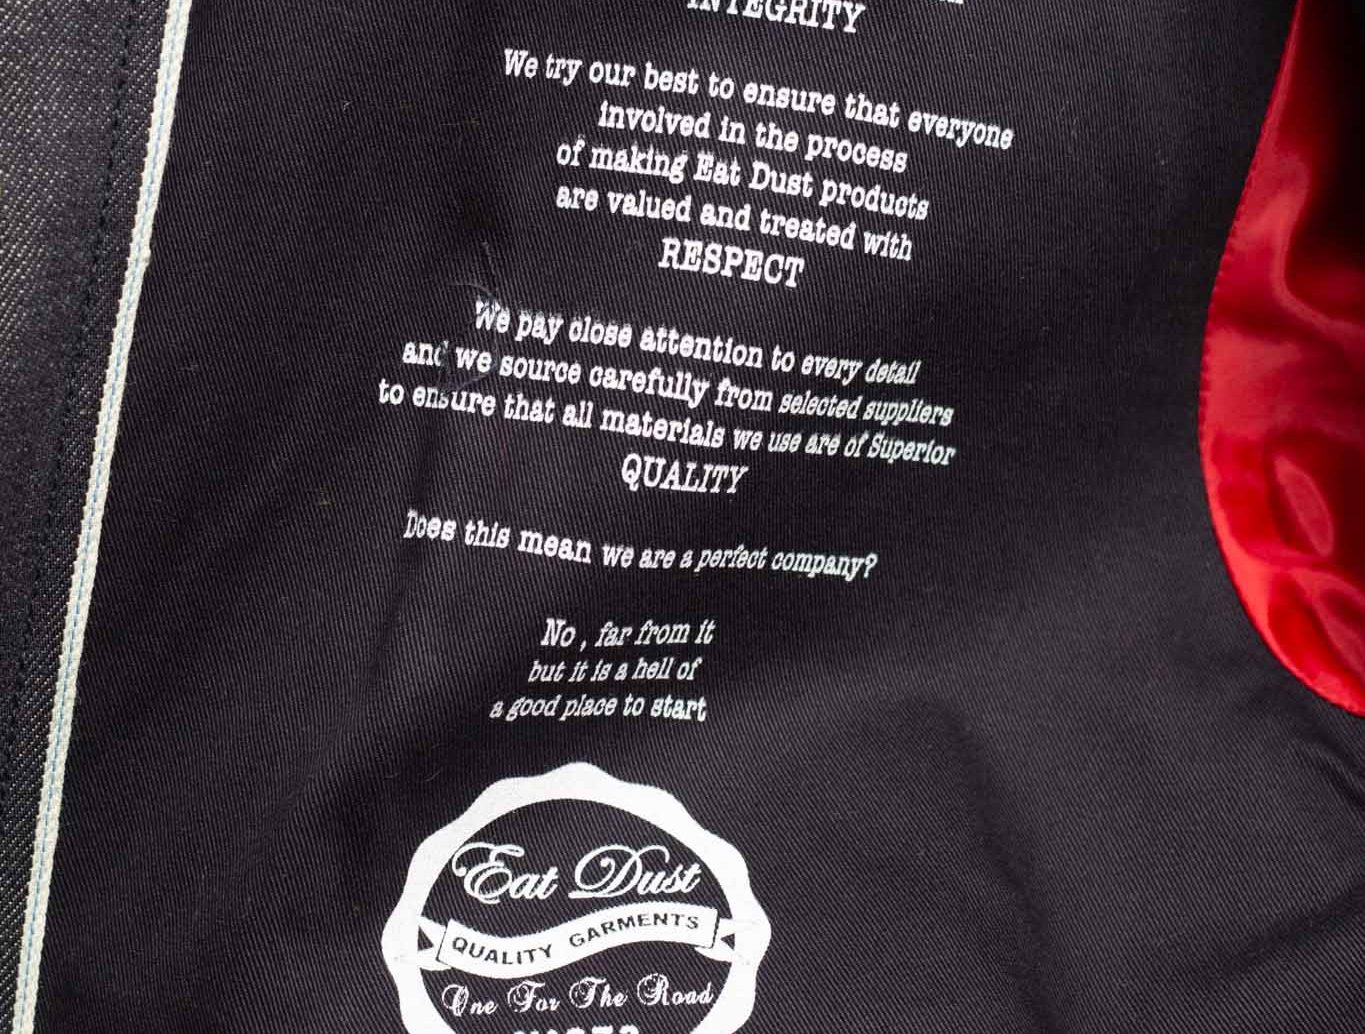 INTEGRITY
We try our best to ensure that everyone
involved in the process
of making Eat Dust products
are valued and treated with
RESPECT
We pay close attention to every detail
and we source carefully from selected suppliers
to ensure that all materials we use are of Superior
QUALITY
Does this mean we are a perfect company?
No, far from it
but it is a hell of
a good place to start
Eat Dust
QUALITY GARMENTS
One For The Road